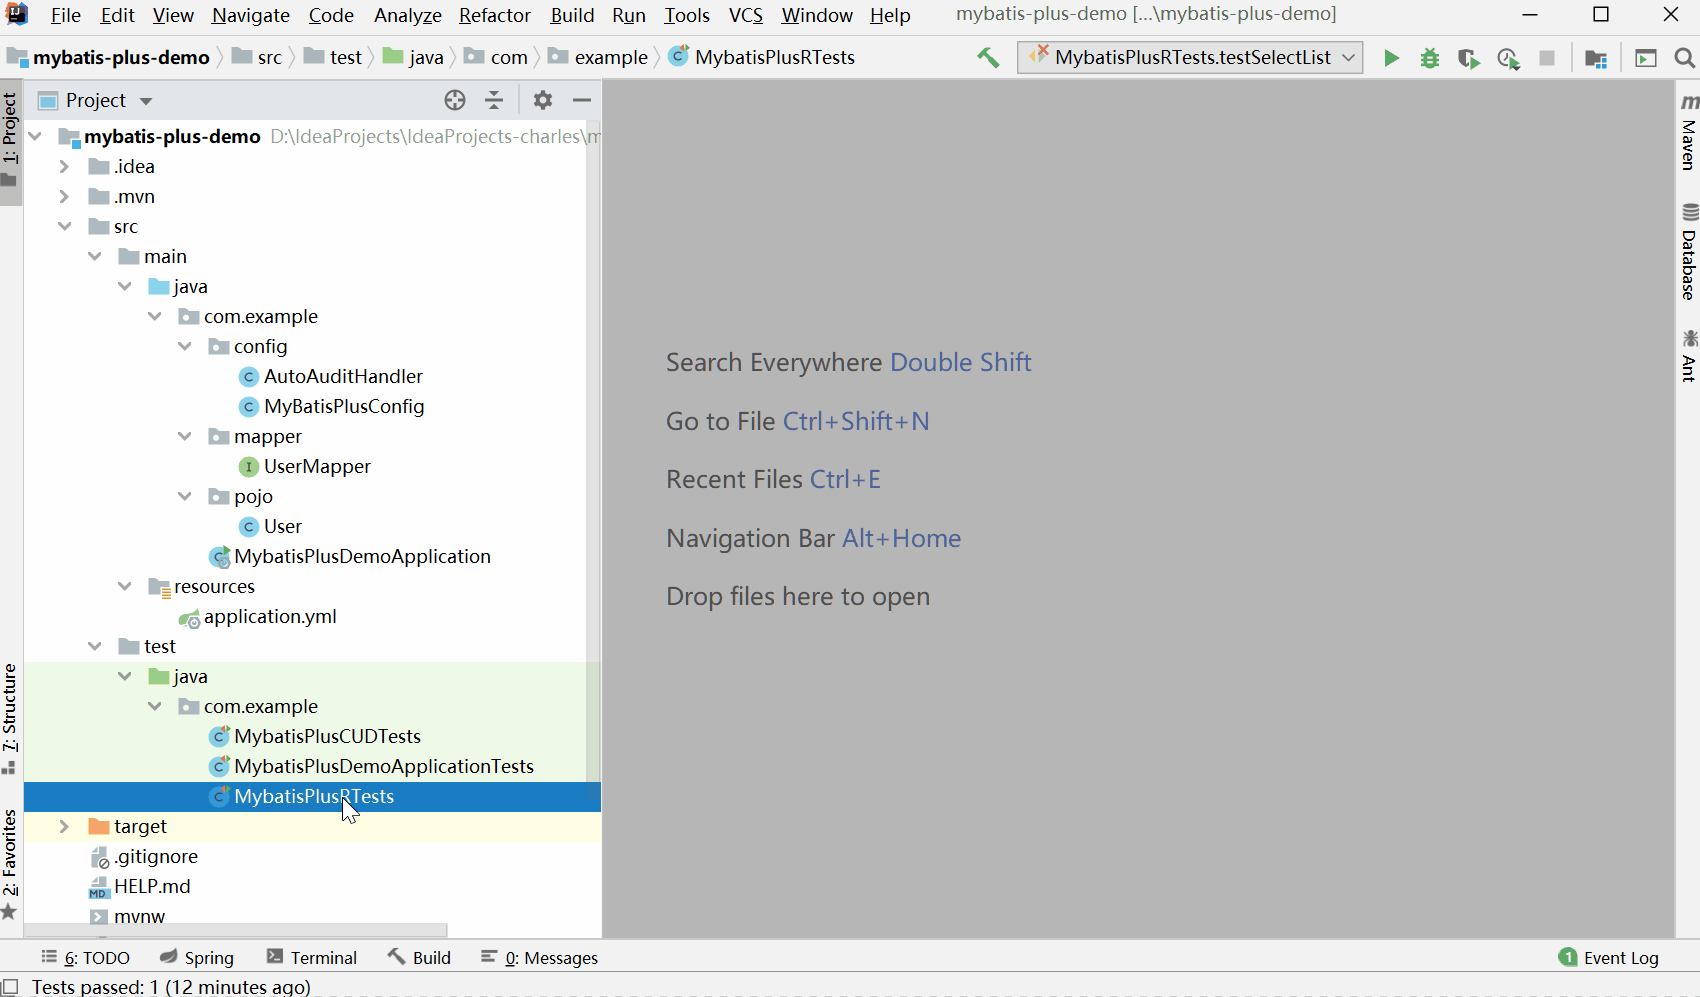 File Edit View Navigate Code Analyze Refactor Build Run Tools VCS Window Help mybatis-plus-demo [...\mybatis-plus-demo]
mybatis-plus-demo src test java com example MybatisPlusRTests MybatisPlusRTests.testSelectList
Project
1: Project
mybatis-plus-demo D:\IdeaProjects\IdeaProjects-charles\m
.idea
.mvn
src
main
java
com.example
config
AutoAuditHandler
MyBatisPlusConfig
mapper
UserMapper
pojo
User
MybatisPlusDemoApplication
resources
application.yml
test
java
com.example
MybatisPlusCUDTests
MybatisPlusDemoApplicationTests
MybatisPlusRTests
target
.gitignore
HELP.md
mvnw
7: Structure
2: Favorites
Search Everywhere Double Shift
Go to File Ctrl+Shift+N
Recent Files Ctrl+E
Navigation Bar Alt+Home
Drop files here to open
Maven
Database
Ant
6: TODO Spring Terminal Build 0: Messages 1 Event Log
Tests passed: 1 (12 minutes ago)